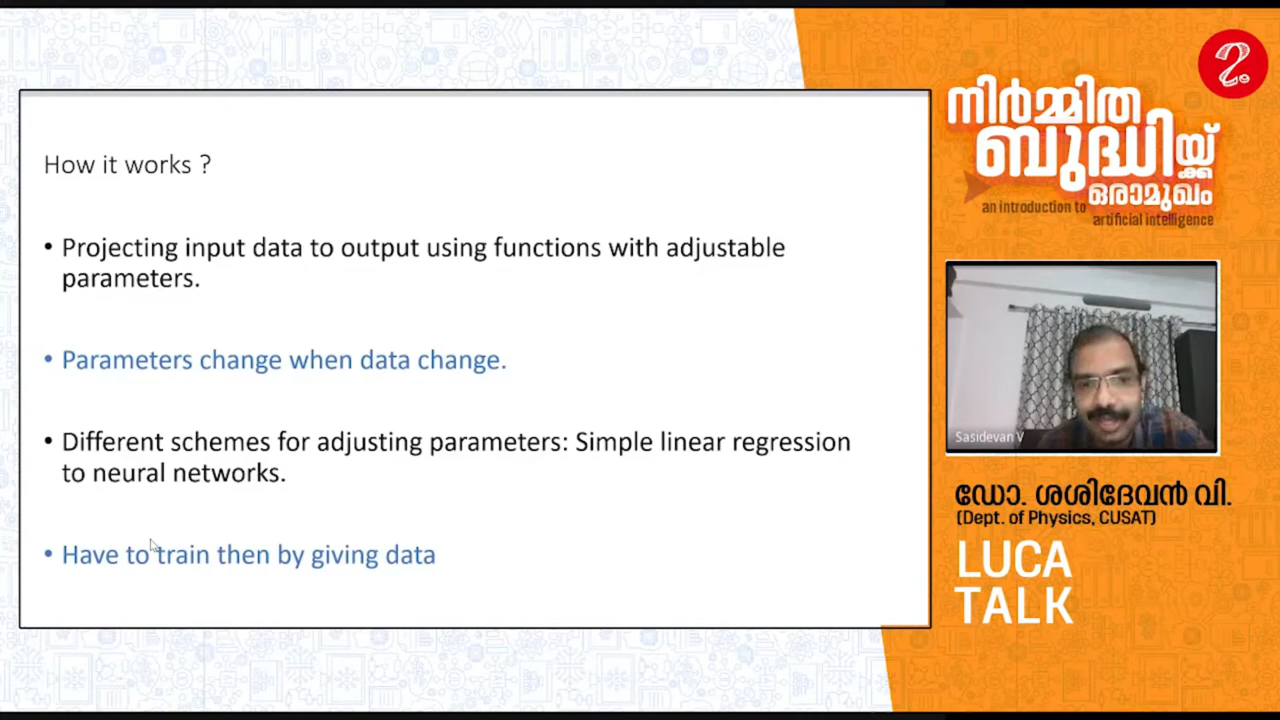 How it works ?
• Projecting input data to output using functions with adjustable
parameters.
• Parameters change when data change.
• Different schemes for adjusting parameters: Simple linear regression
to neural networks.
• Have to train then by giving data
നിർമ്മിത
ബുദ്ധിയ്ക്ക്
ഒരാമുഖം
an introduction to
artificial intelligence
Sasidevan V
ഡോ. ശശിദേവൻ വി.
(Dept. of Physics, CUSAT)
LUCA
TALK